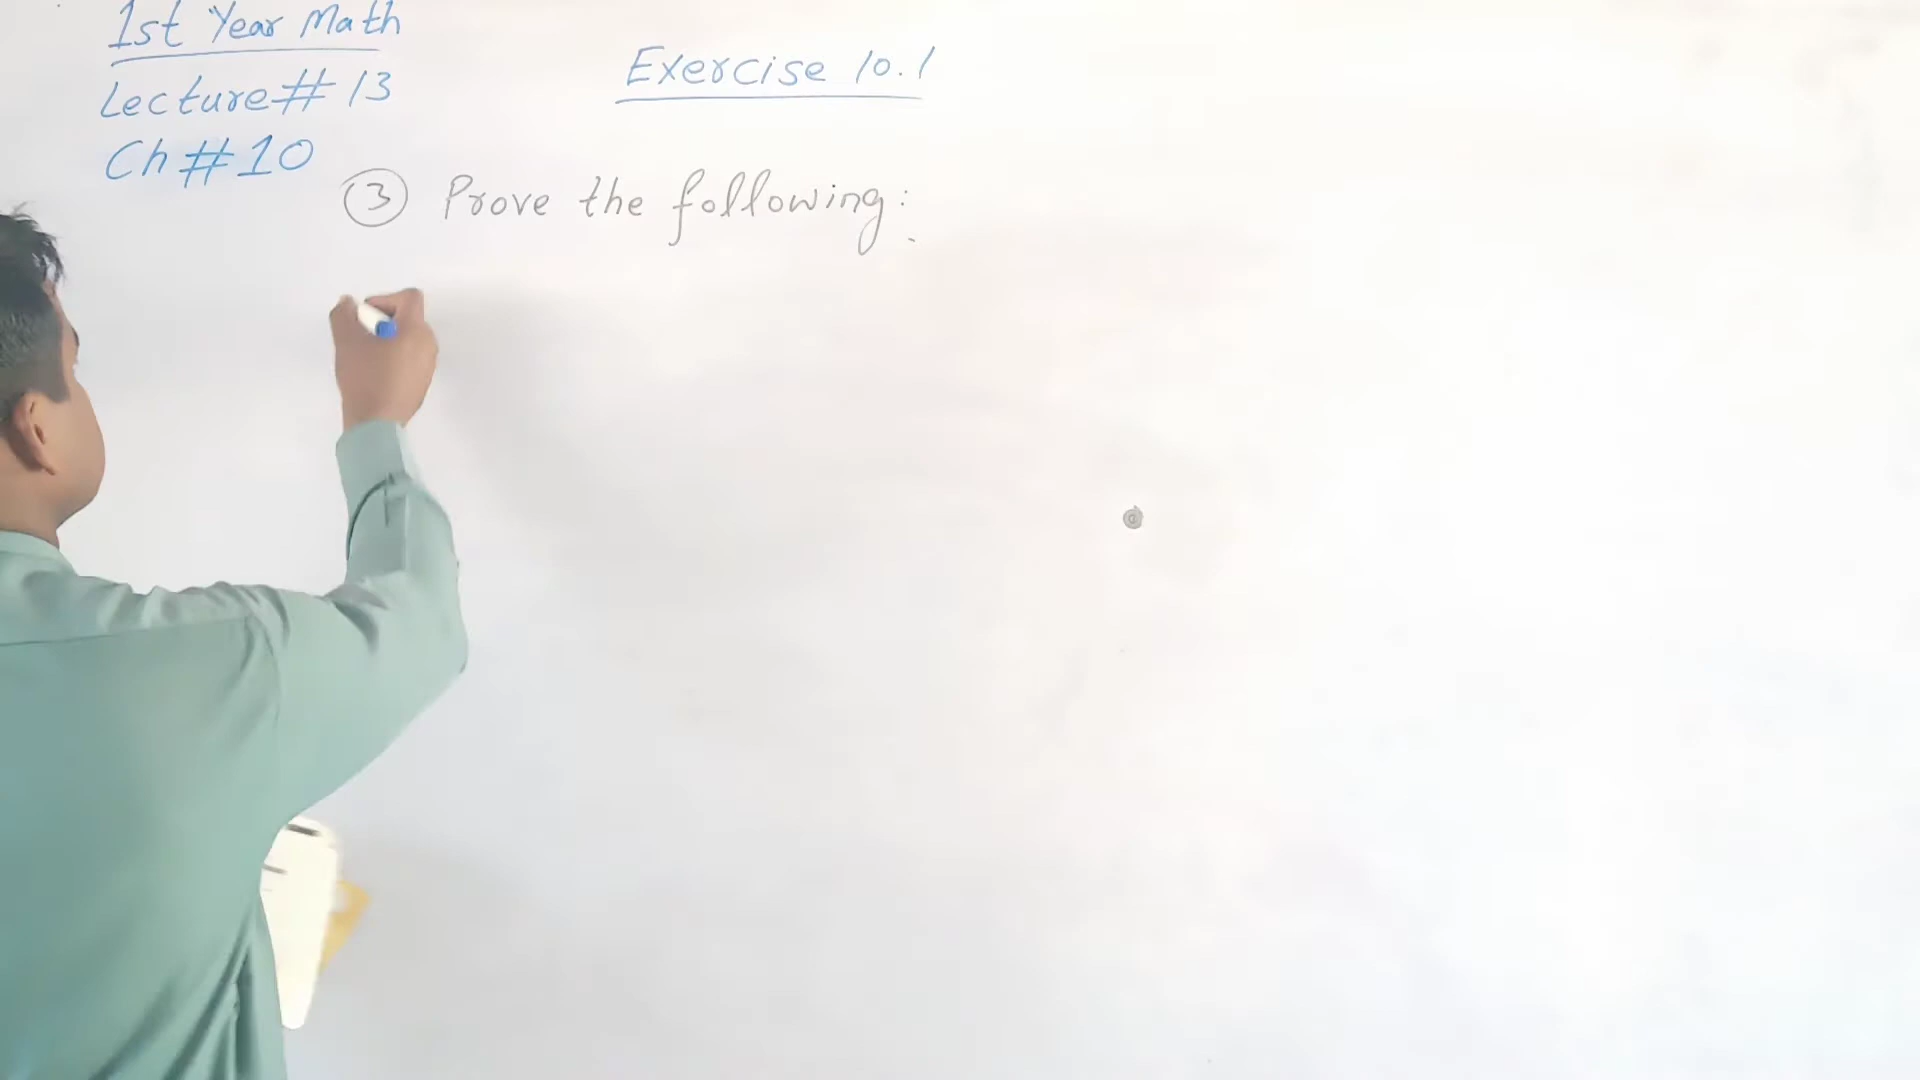 1st Year Math
Lecture# 13
Ch # 10
Exercise 10.1
3 Prove the following: